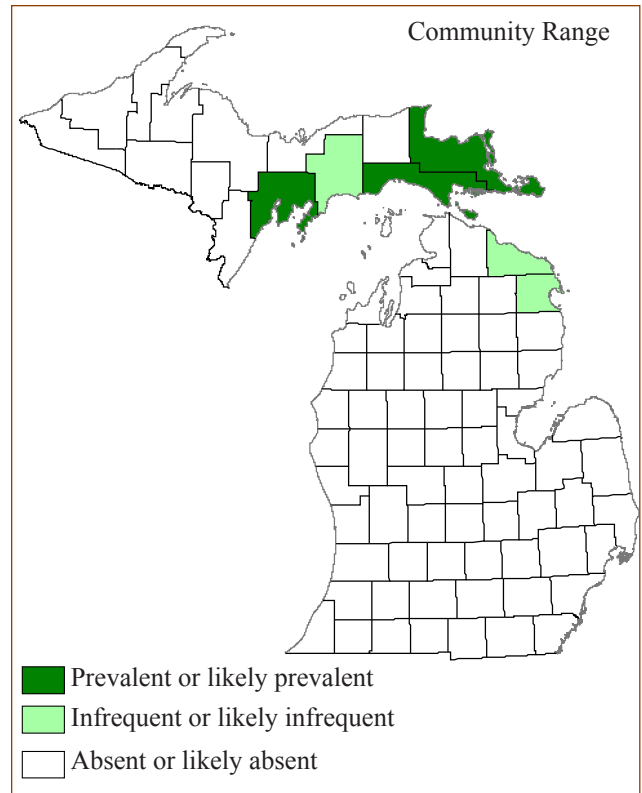 Community Range
Prevalent or likely prevalent
Infrequent or likely infrequent
Absent or likely absent